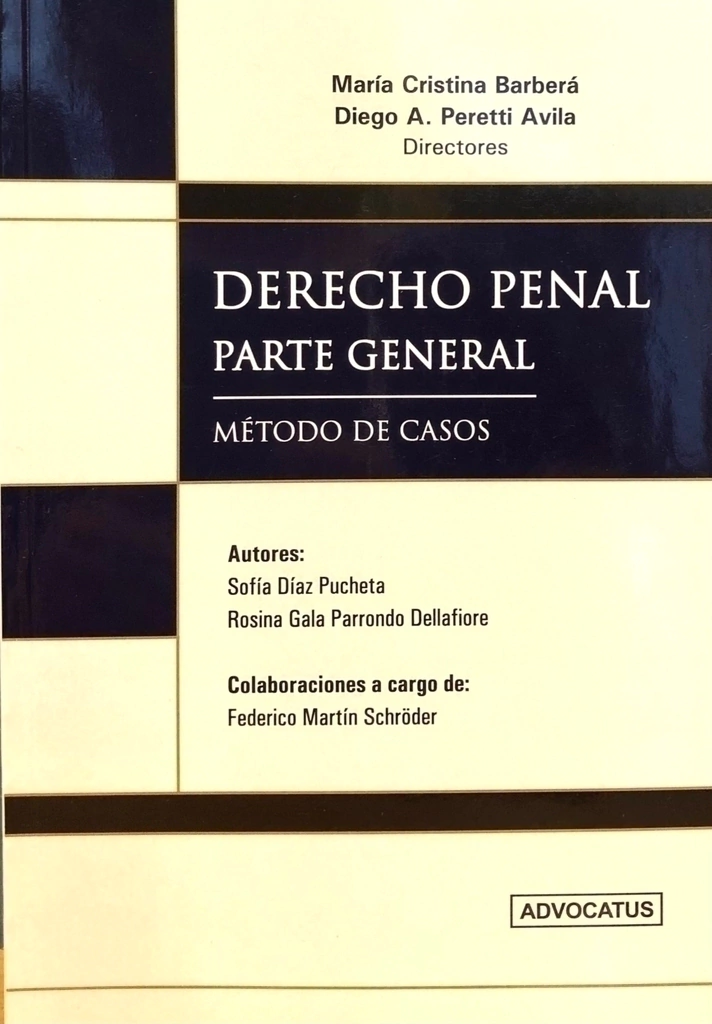 María Cristina Barberá
Diego A. Peretti Avila
Directores
DERECHO PENAL
PARTE GENERAL
MÉTODO DE CASOS
Autores:
Sofía Díaz Pucheta
Rosina Gala Parrondo Dellafiore
Colaboraciones a cargo de:
Federico Martín Schröder
ADVOCATUS